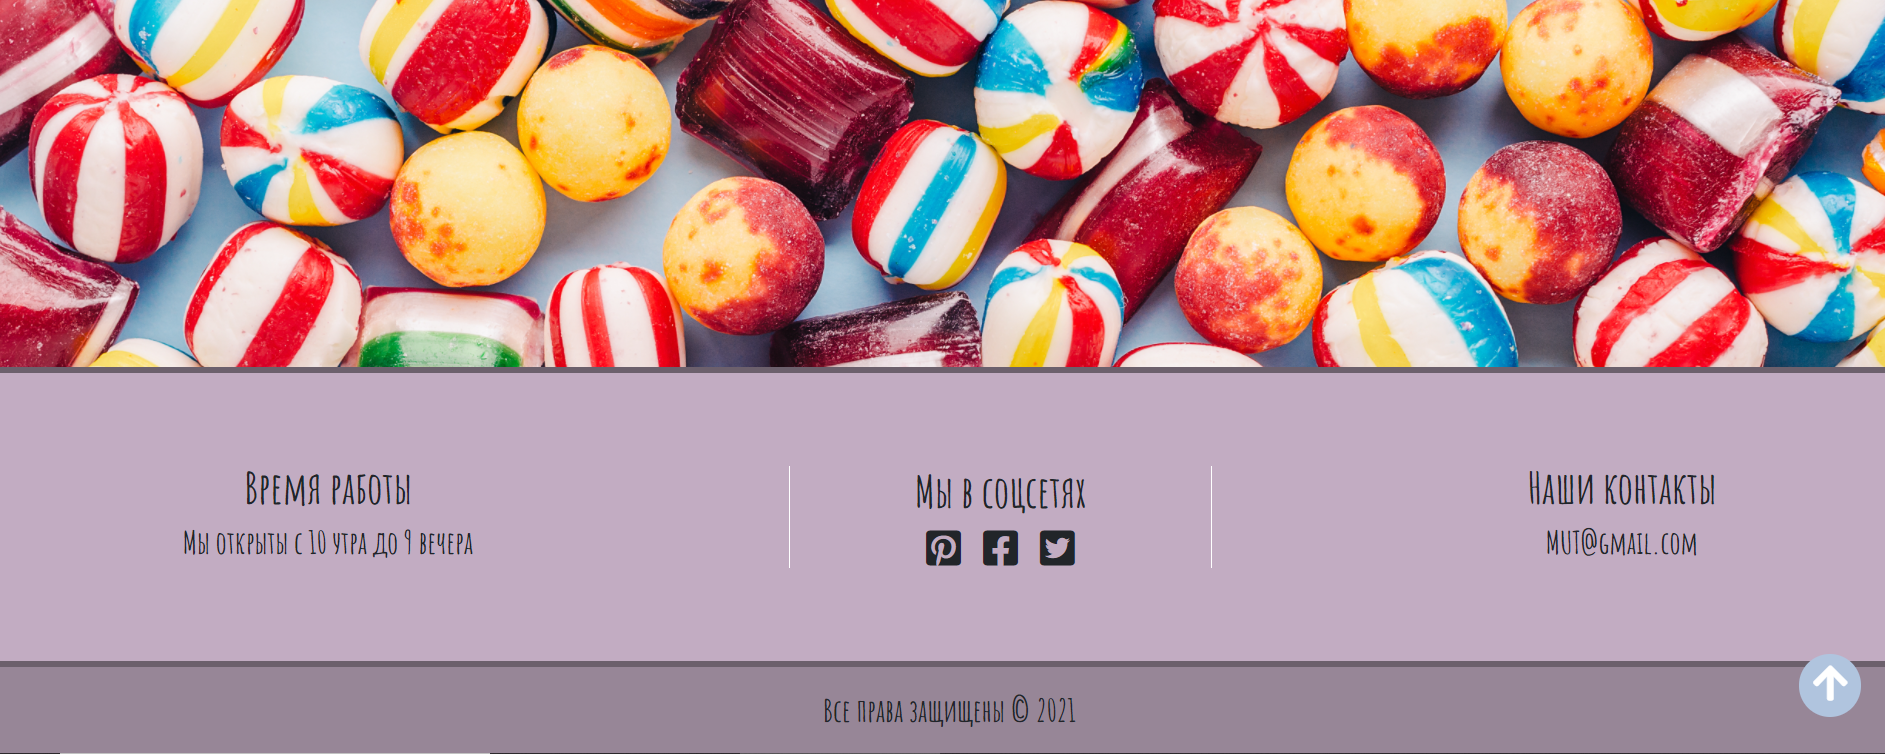 Время работы
Мы открыты с 10 утра до 9 вечера
Мы в соцсетях
Наши контакты
MUT@gmail.com
Все права защищены © 2021